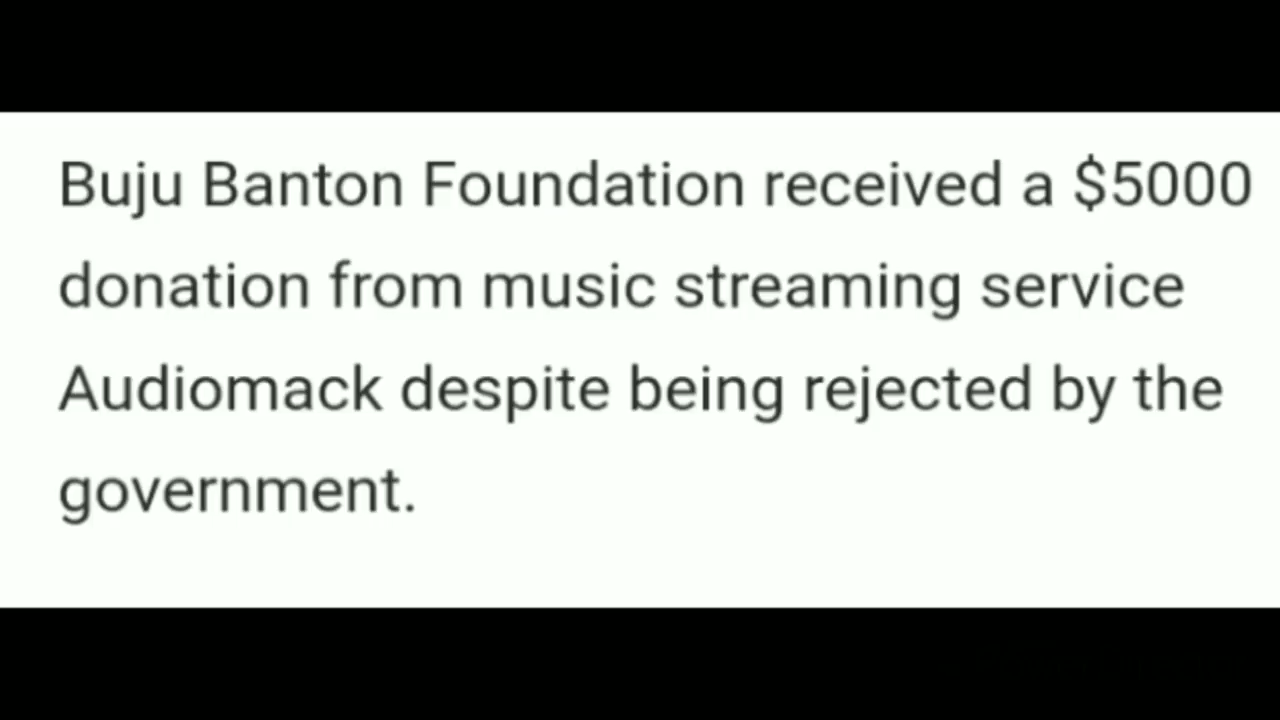 Buju Banton Foundation received a $5000
donation from music streaming service
Audiomack despite being rejected by the
government.